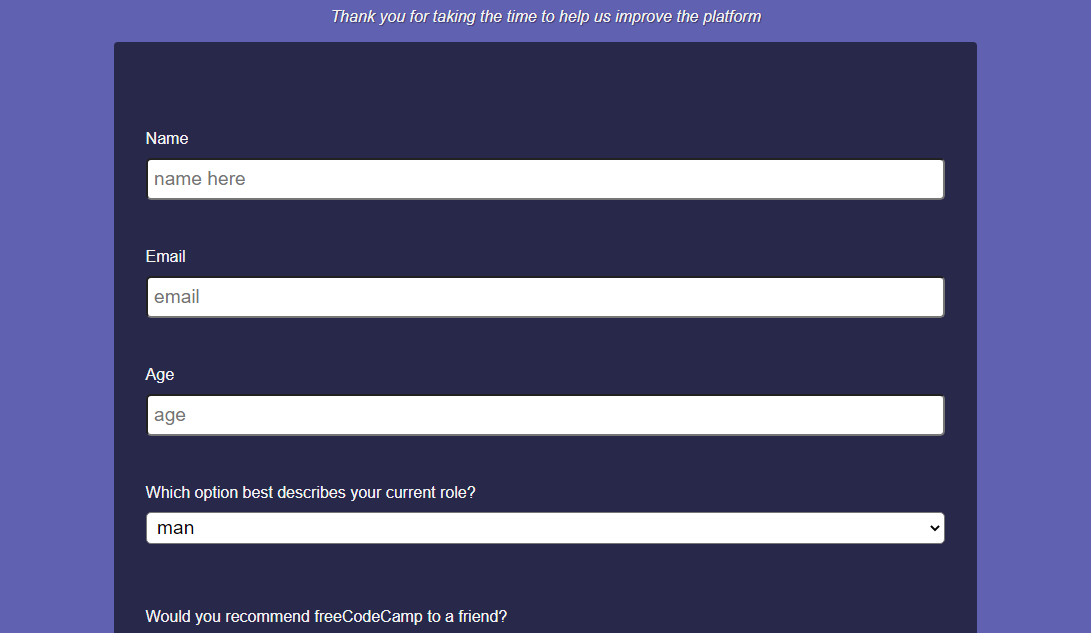 Thank you for taking the time to help us improve the platform
Name
name here
Email
email
Age
age
Which option best describes your current role?
man
Would you recommend freeCodeCamp to a friend?